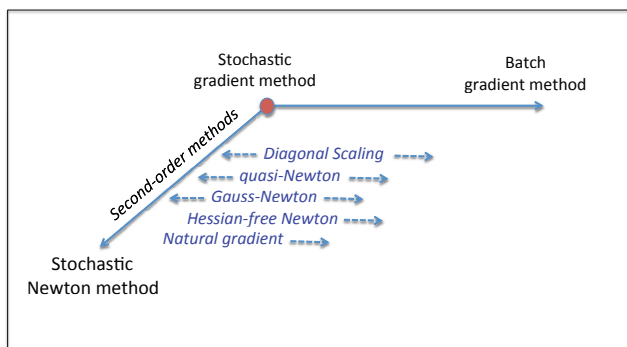 Stochastic
gradient method
Batch
gradient method
Second-order methods
Diagonal Scaling
quasi-Newton
Gauss-Newton
Hessian-free Newton
Natural gradient
Stochastic
Newton method